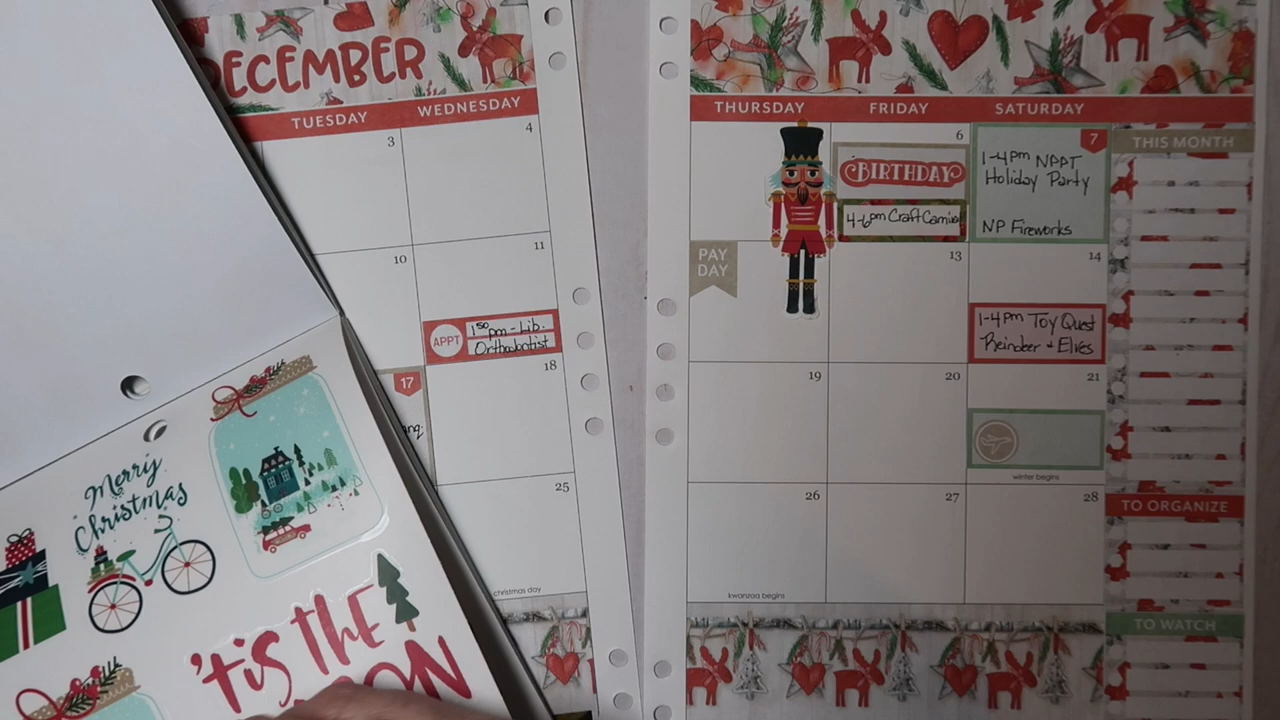 DECEMBER
TUESDAY
WEDNESDAY
THURSDAY
FRIDAY
SATURDAY
THIS MONTH
3
4
6
BIRTHDAY
4-6pm Craft
7
1-4pm NPPT
Holiday Party
NP Fireworks
10
11
APPT
1:50pm - Lib.
Orthodontist
PAY
DAY
13
14
1-4pm Toy Quest
Reindeer + Elves
17
18
19
20
21
winter begins
25
christmas day
26
kwanzaa begins
27
28
TO ORGANIZE
TO WATCH
Merry
Christmas
'tis the